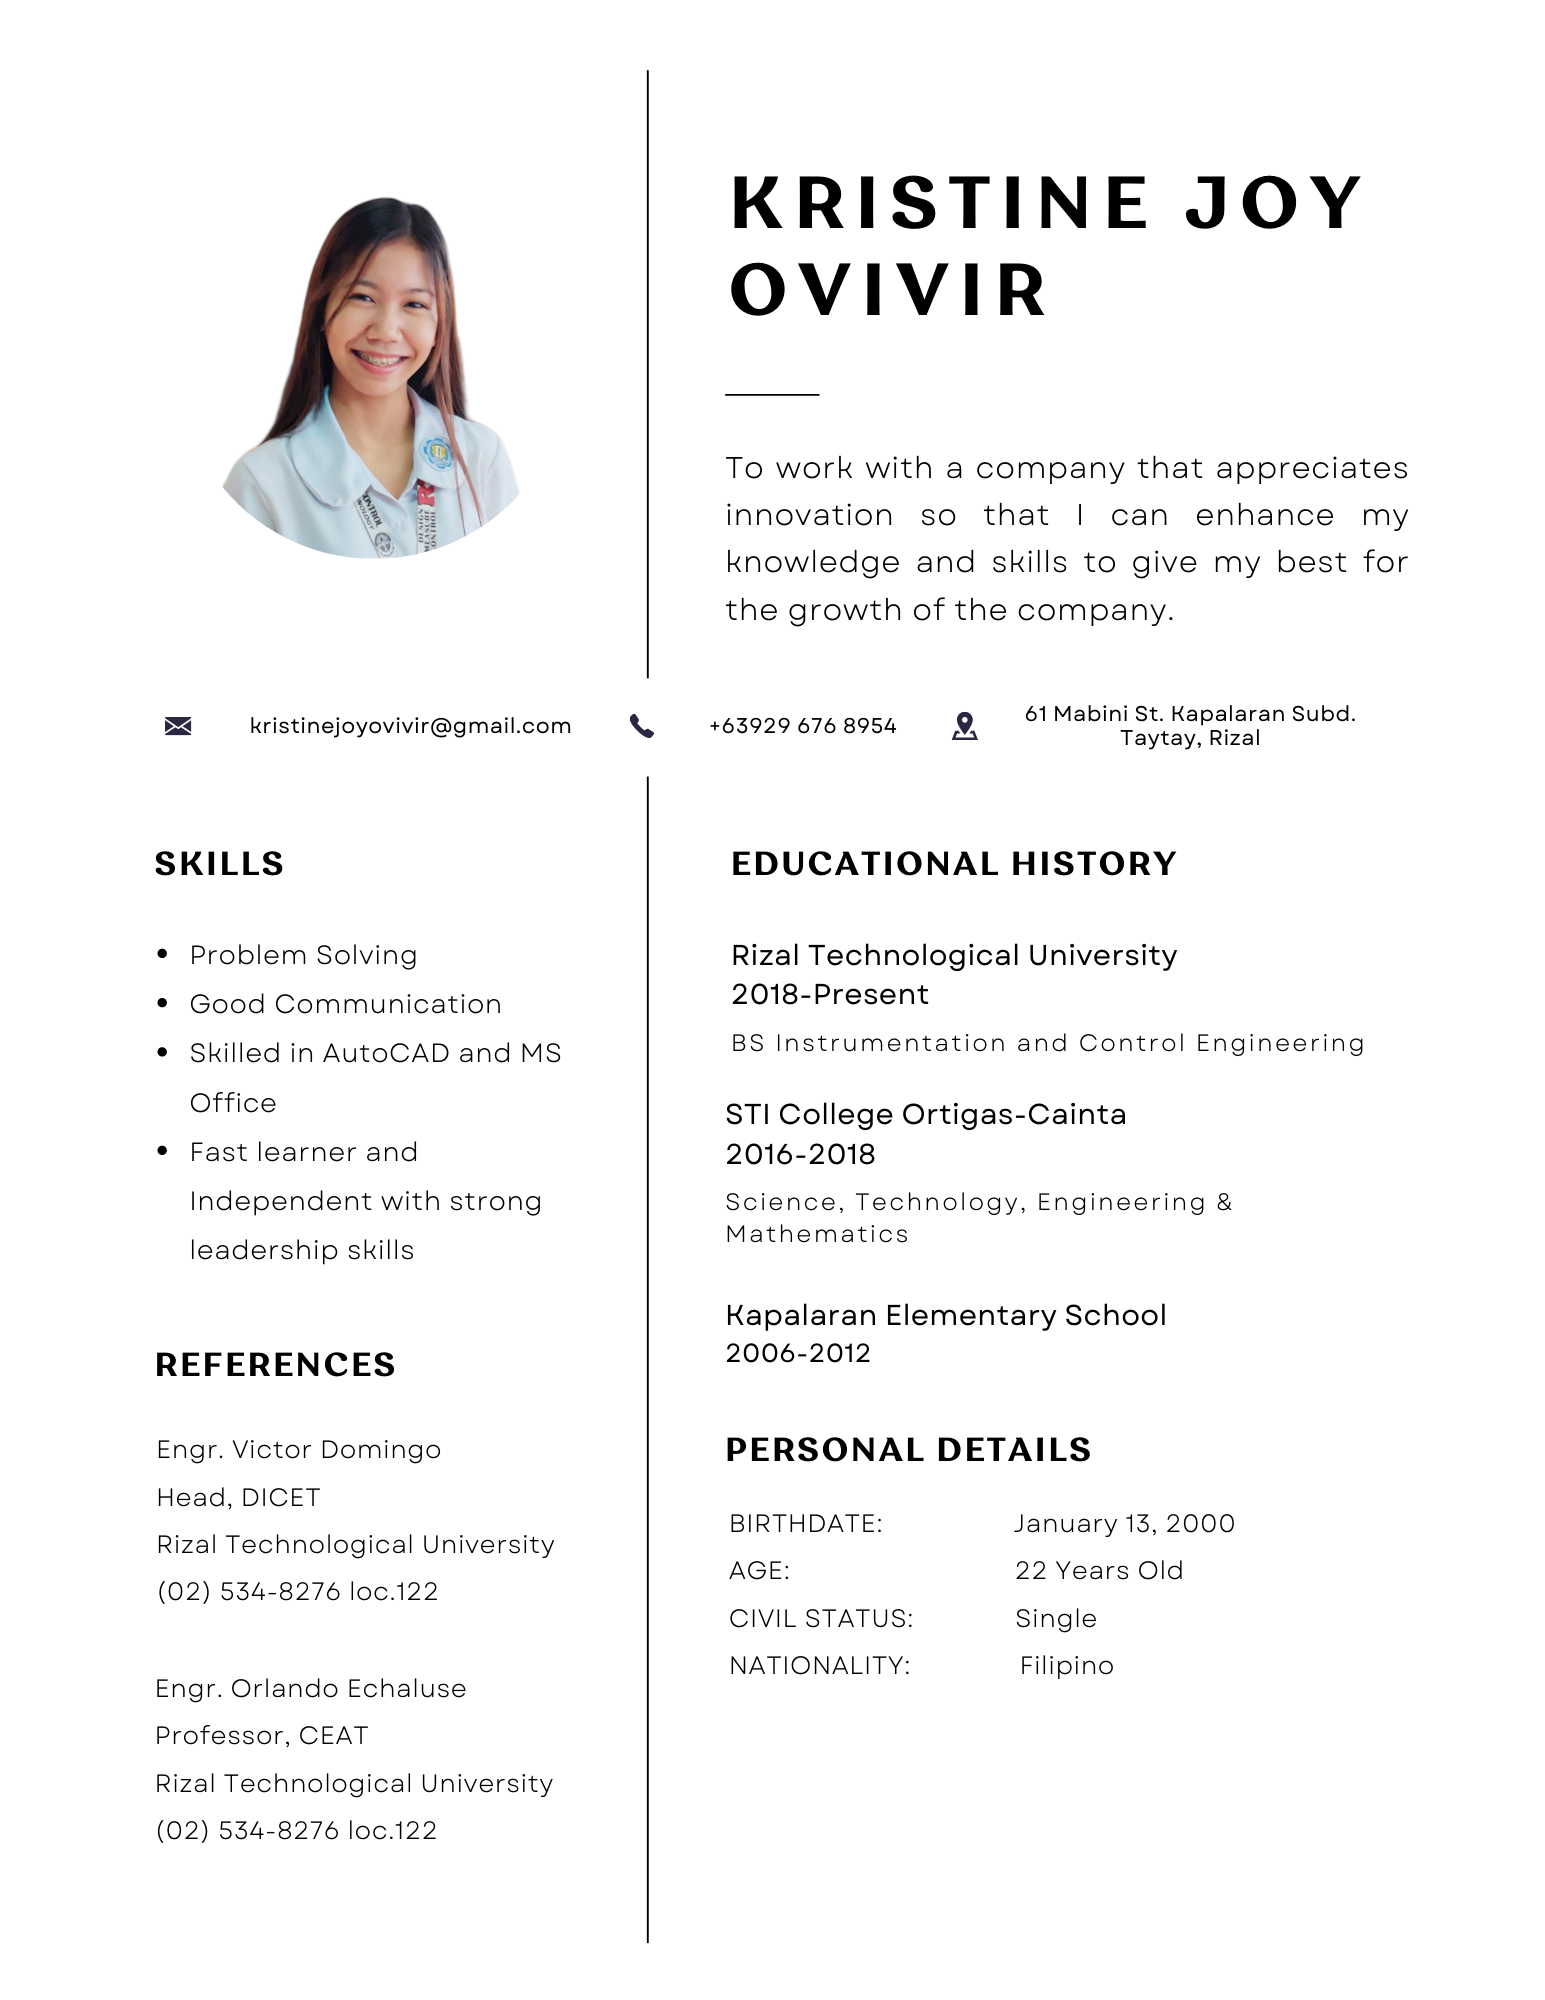 KRISTINE JOY
OVIVIR
To work with a company that appreciates
innovation so that I can enhance my
knowledge and skills to give my best for
the growth of the company.
kristinejoyovivir@gmail.com
+63929 676 8954
61 Mabini St. Kapalaran Subd.
Taytay, Rizal
SKILLS
• Problem Solving
• Good Communication
• Skilled in AutoCAD and MS
Office
• Fast learner and
Independent with strong
leadership skills
REFERENCES
Engr. Victor Domingo
Head, DICET
Rizal Technological University
(02) 534-8276 loc.122
Engr. Orlando Echaluse
Professor, CEAT
Rizal Technological University
(02) 534-8276 loc.122
EDUCATIONAL HISTORY
Rizal Technological University
2018-Present
BS Instrumentation and Control Engineering
STI College Ortigas-Cainta
2016-2018
Science, Technology, Engineering &
Mathematics
Kapalaran Elementary School
2006-2012
PERSONAL DETAILS
BIRTHDATE: January 13, 2000
AGE: 22 Years Old
CIVIL STATUS: Single
NATIONALITY: Filipino